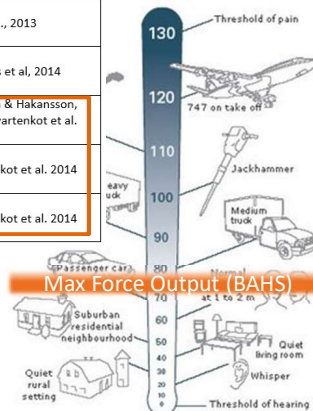 ., 2013
s et al, 2014
& Hakansson,
vartenkot et al.
kot et al. 2014
kot et al. 2014
Threshold of pain
130
120
747 on take off
110
Jackhammer
100
eavy
uck
Medium
truck
90
Passenger car
80
Normal
Max Force Output (BAHS)
70
at 1 to 2 m
60
Suburban
residential
neighbourhood
50
40
Quiet
living room
30
Quiet
rural
setting
20
Whisper
10
0
Threshold of hearing